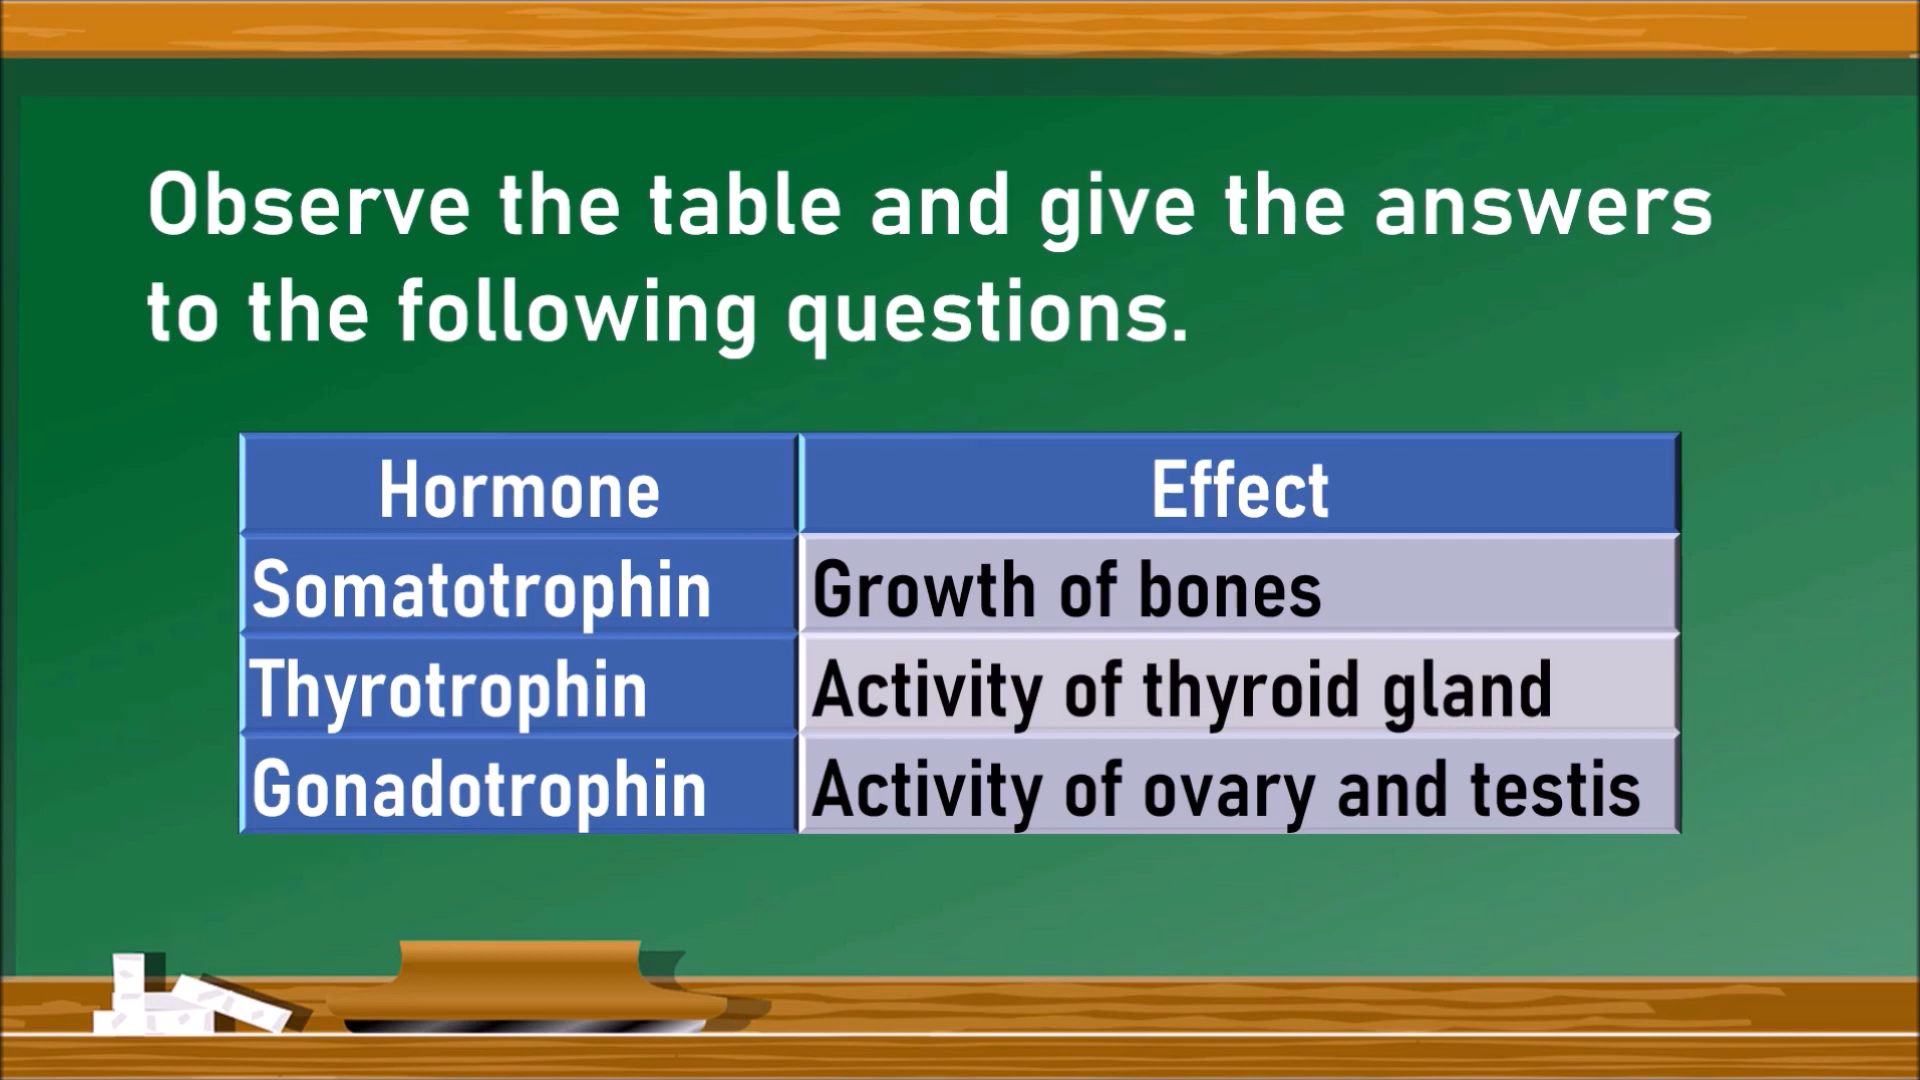 Observe the table and give the answers
to the following questions.
Hormone Effect
Somatotrophin Growth of bones
Thyrotrophin Activity of thyroid gland
Gonadotrophin Activity of ovary and testis